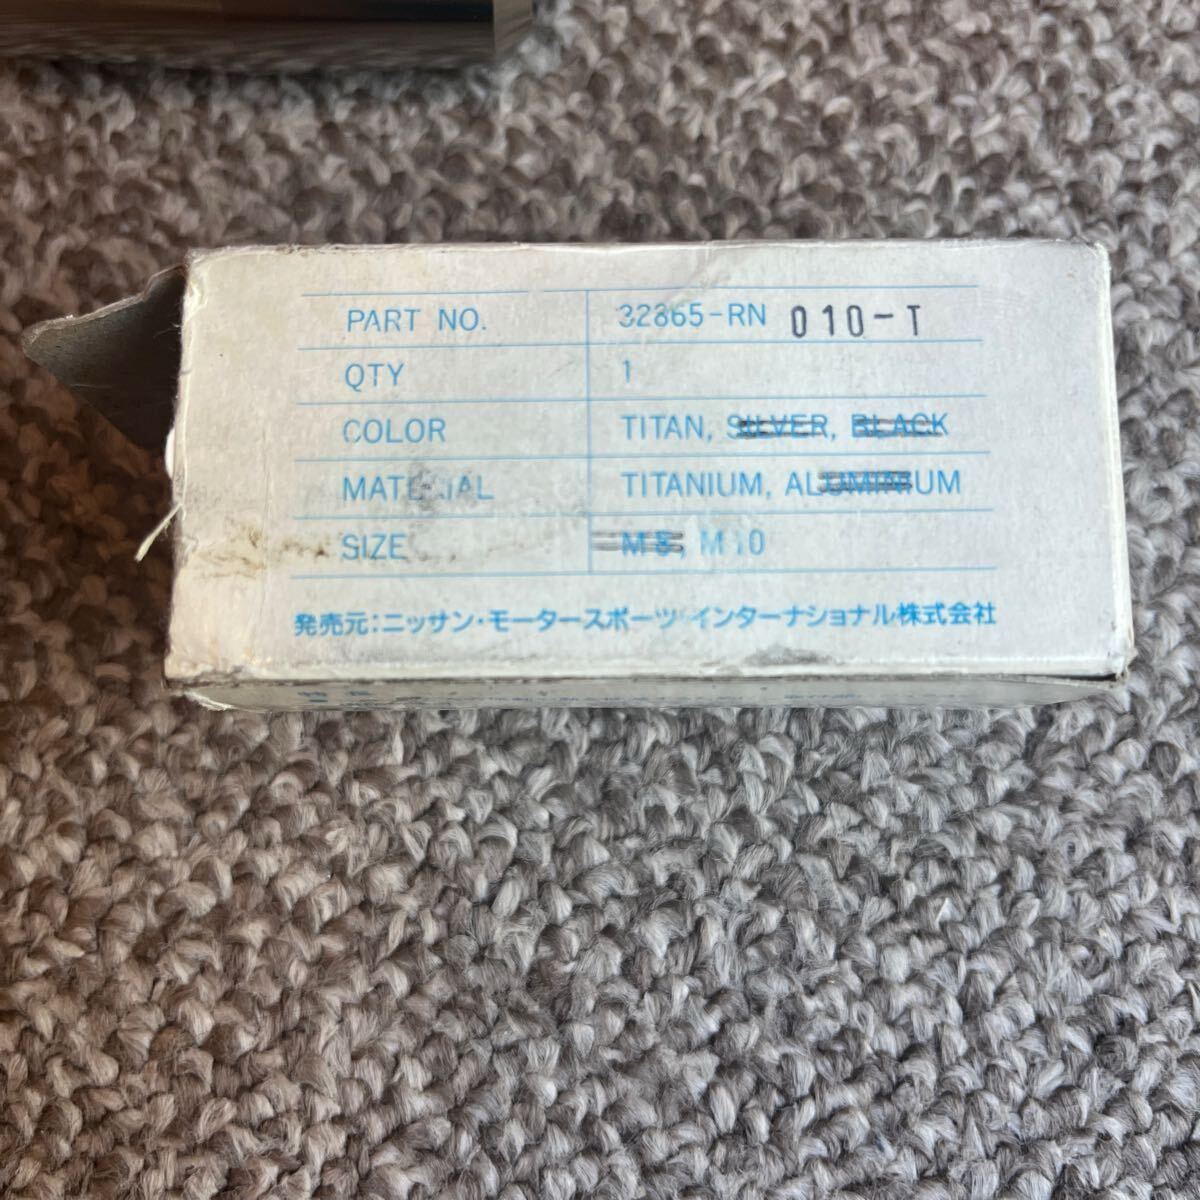 PART NO. 32865-RN 010-T
QTY 1
COLOR TITAN, SILVER, BLACK
MATERIAL TITANIUM, ALUMINIUM
SIZE M8, M10
発売元:ニッサン・モータースポーツインターナショナル株式会社